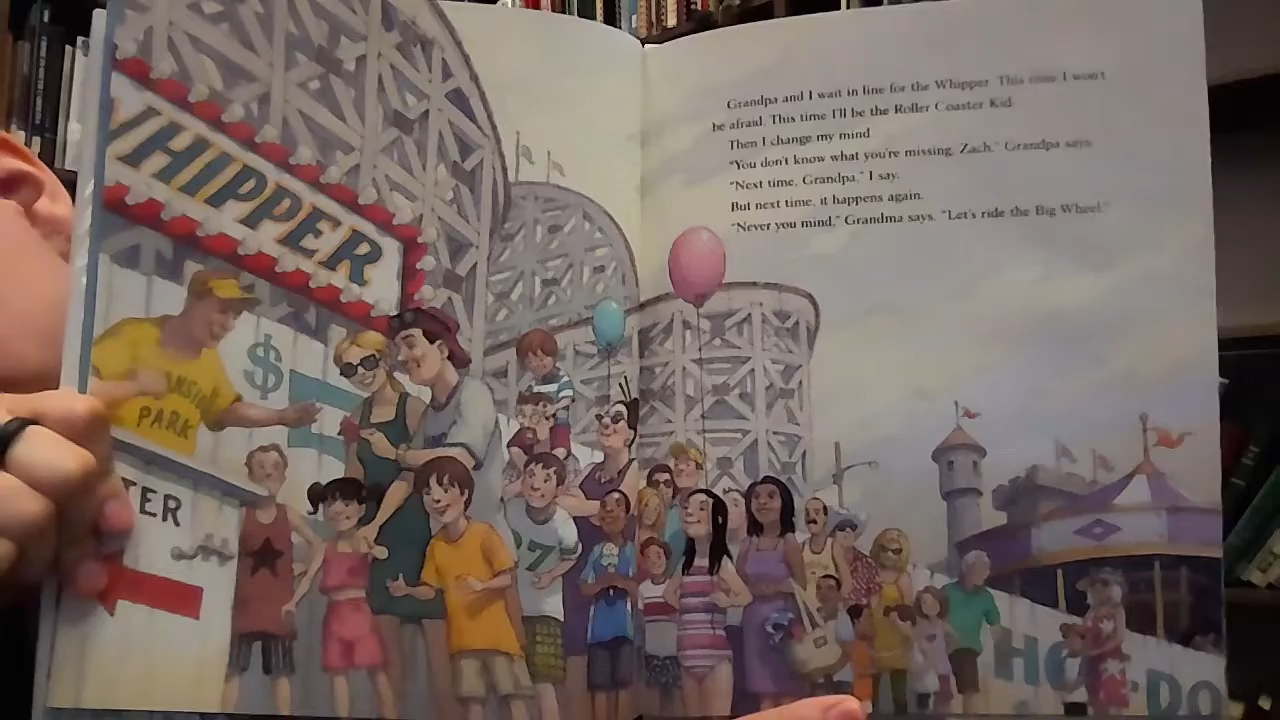 WHIPPER
$
PARK
TER
Grandpa and I wait in line for the Whipper. This time I won't
be afraid. This time I'll be the Roller Coaster Kid.
Then I change my mind.
"You don't know what you're missing, Zach," Grandpa says.
"Next time, Grandpa," I say.
But next time, it happens again.
"Never you mind," Grandma says. "Let's ride the Big Wheel."
7
HO DO